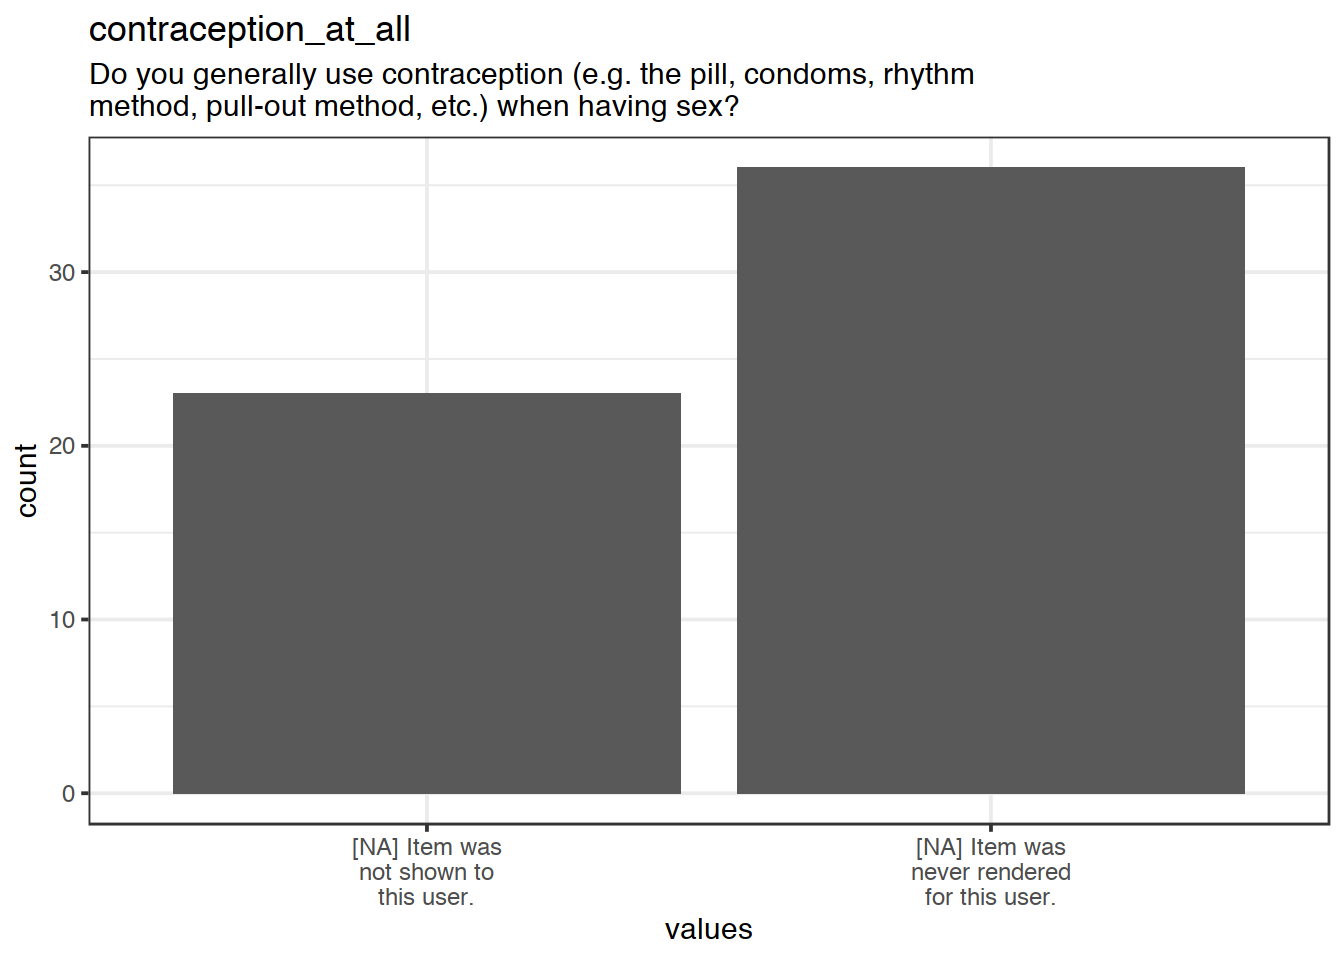 contraception_at_all
Do you generally use contraception (e.g. the pill, condoms, rhythm
method, pull-out method, etc.) when having sex?
count
30
20
10
0
[NA] Item was
not shown to
this user.
[NA] Item was
never rendered
for this user.
values